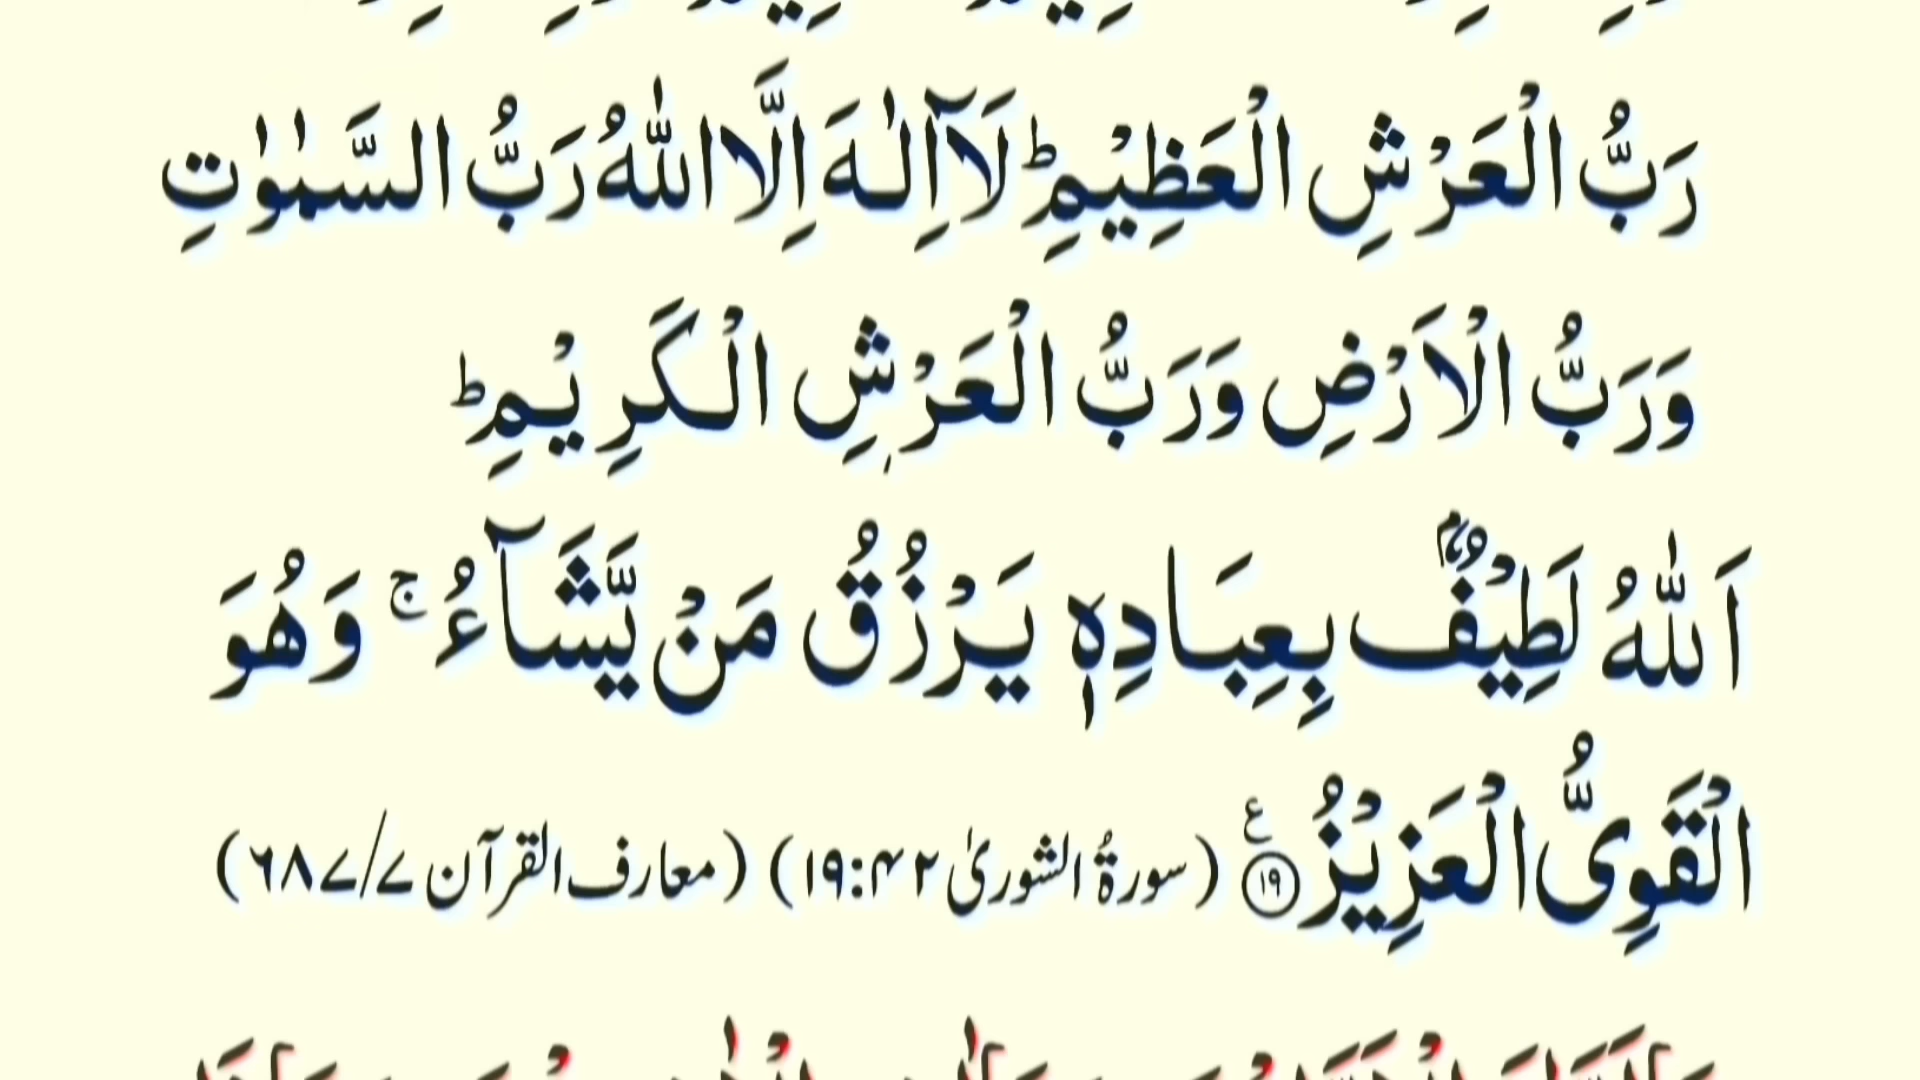 رَبُّ الْعَرْشِ الْعَظِيْمِ ؕ لَاۤ اِلٰهَ اِلَّا اللّٰهُ رَبُّ السَّمٰوٰتِ
وَرَبُّ الْاَرْضِ وَرَبُّ الْعَرْشِ الْكَرِيْمِ ؕ
اَللّٰهُ لَطِيْفٌۢ بِعِبَادِهٖ يَرْزُقُ مَنْ يَّشَآءُ ۚ وَهُوَ
الْقَوِىُّ الْعَزِيْزُ ﴿۱۹﴾ ع (سورۃُ الشوریٰ ۴۲:۱۹) (معارف القرآن ۷/۶۸۷)